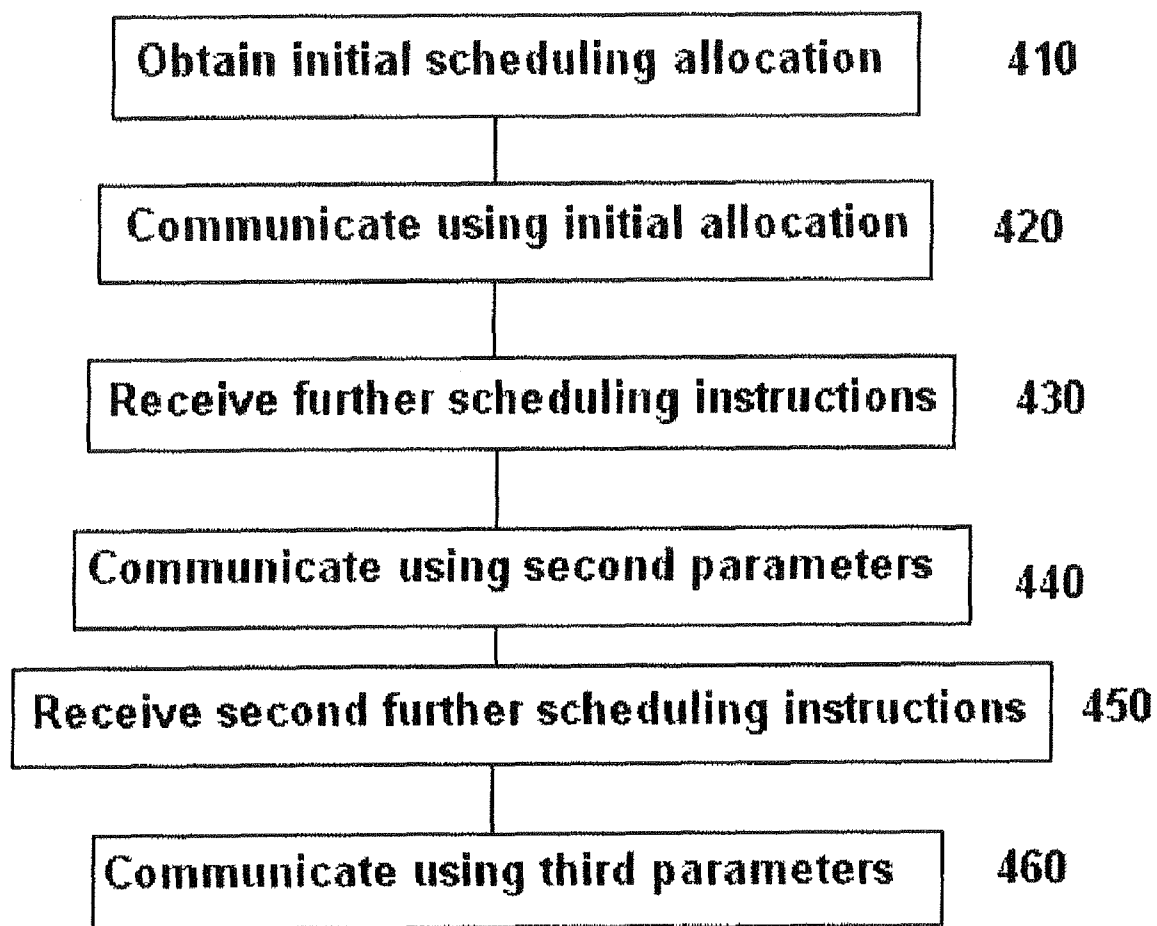 Obtain initial scheduling allocation 410
Communicate using initial allocation 420
Receive further scheduling instructions 430
Communicate using second parameters 440
Receive second further scheduling instructions 450
Communicate using third parameters 460